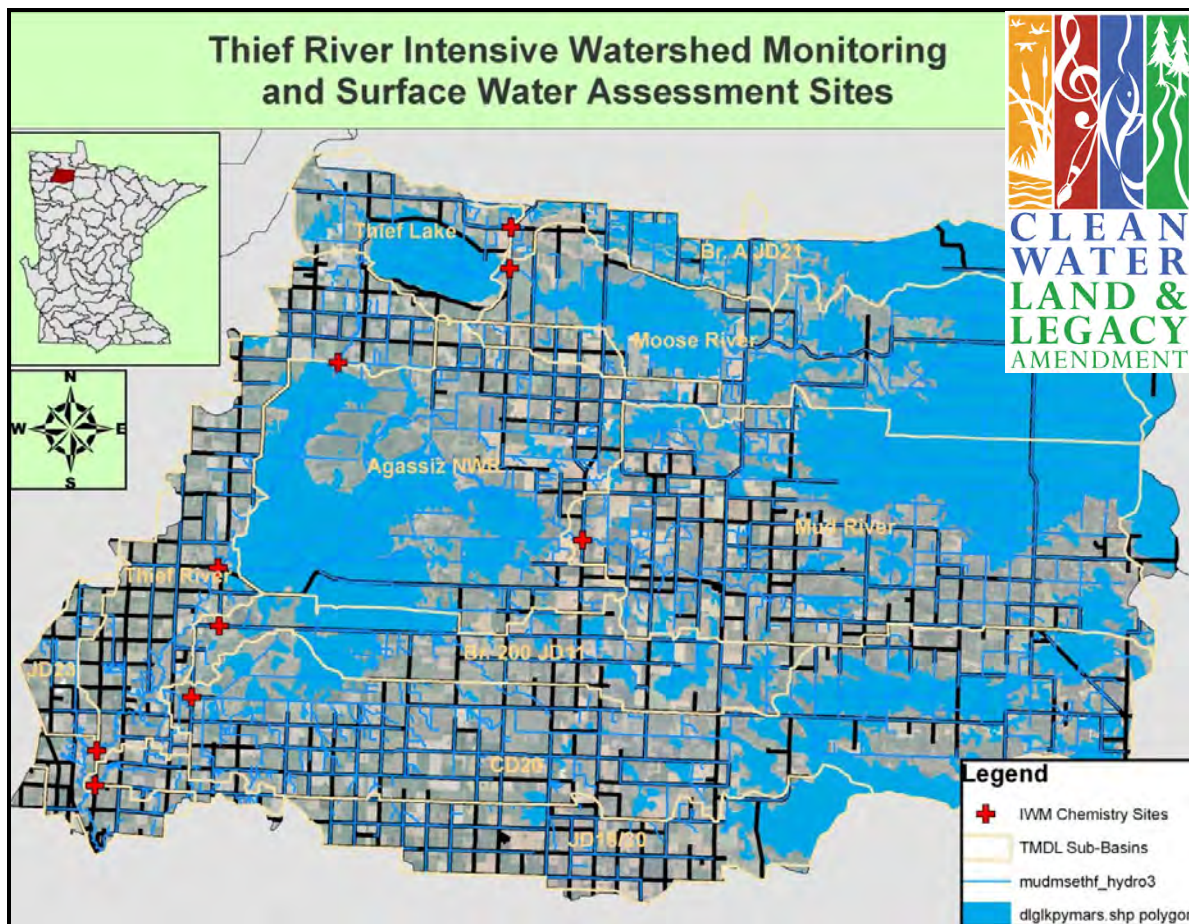 Thief River Intensive Watershed Monitoring
and Surface Water Assessment Sites
CLEAN
WATER
LAND &
LEGACY
AMENDMENT
N
W
E
S
Thief Lake
Br. A JD21
Moose River
Agassiz NWR
Mud River
Thief River
Br. 200 JD11
JD23
CD20
JD18/30
Legend
IWM Chemistry Sites
TMDL Sub-Basins
mudmsethf_hydro3
dlglkpymars.shp polygo